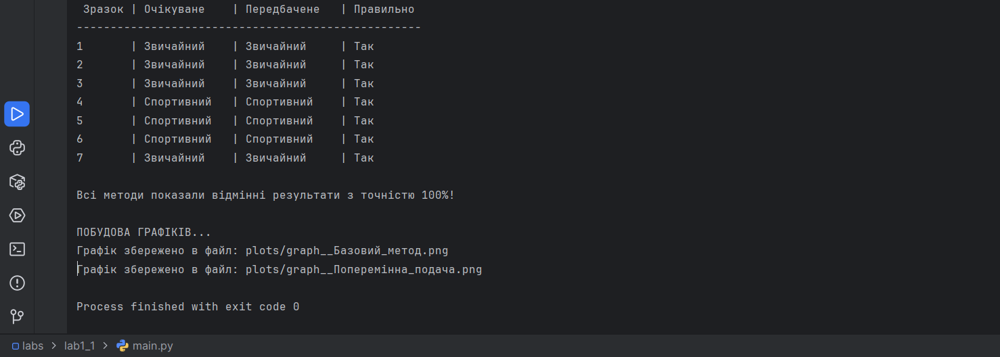 Зразок | Очікуване | Передбачене | Правильно
---------------------------------------------------
1 | Звичайний | Звичайний | Так
2 | Звичайний | Звичайний | Так
3 | Звичайний | Звичайний | Так
4 | Спортивний | Спортивний | Так
5 | Спортивний | Спортивний | Так
6 | Спортивний | Спортивний | Так
7 | Звичайний | Звичайний | Так
Всі методи показали відмінні результати з точністю 100%!
ПОБУДОВА ГРАФІКІВ...
Графік збережено в файл: plots/graph__Базовий_метод.png
Графік збережено в файл: plots/graph__Поперемінна_подача.png
Process finished with exit code 0
labs > lab1_1 > main.py